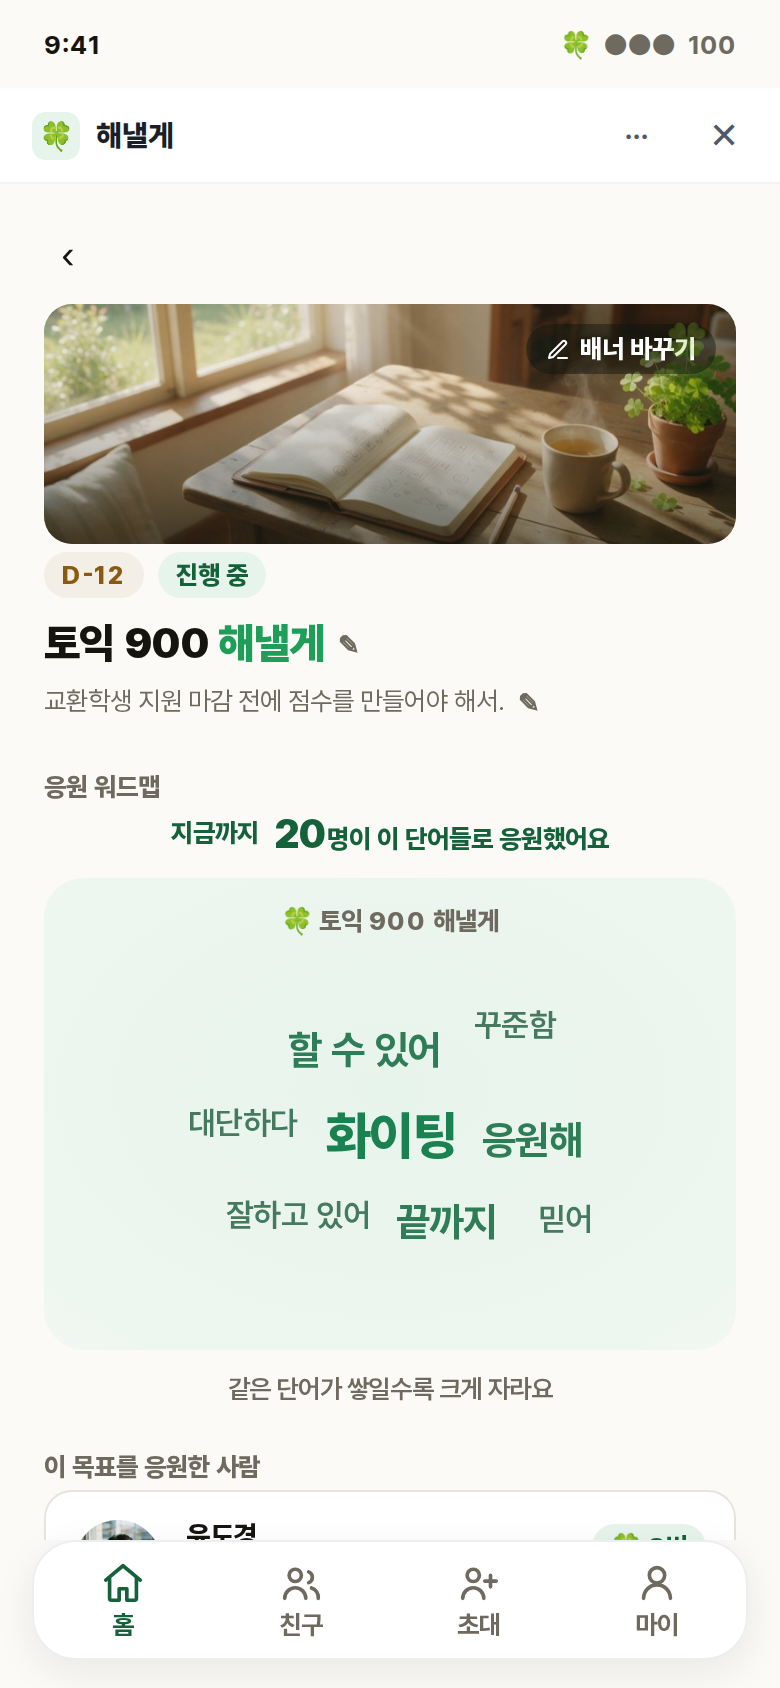 9:41
100
해낼게
배너 바꾸기
D-12
진행 중
토익 900 해낼게
교환학생 지원 마감 전에 점수를 만들어야 해서.
응원 워드맵
지금까지 20명이 이 단어들로 응원했어요
토익 900 해낼게
할 수 있어 꾸준함
대단하다 화이팅 응원해
잘하고 있어 끝까지 믿어
같은 단어가 쌓일수록 크게 자라요
이 목표를 응원한 사람
홈 친구 초대 마이